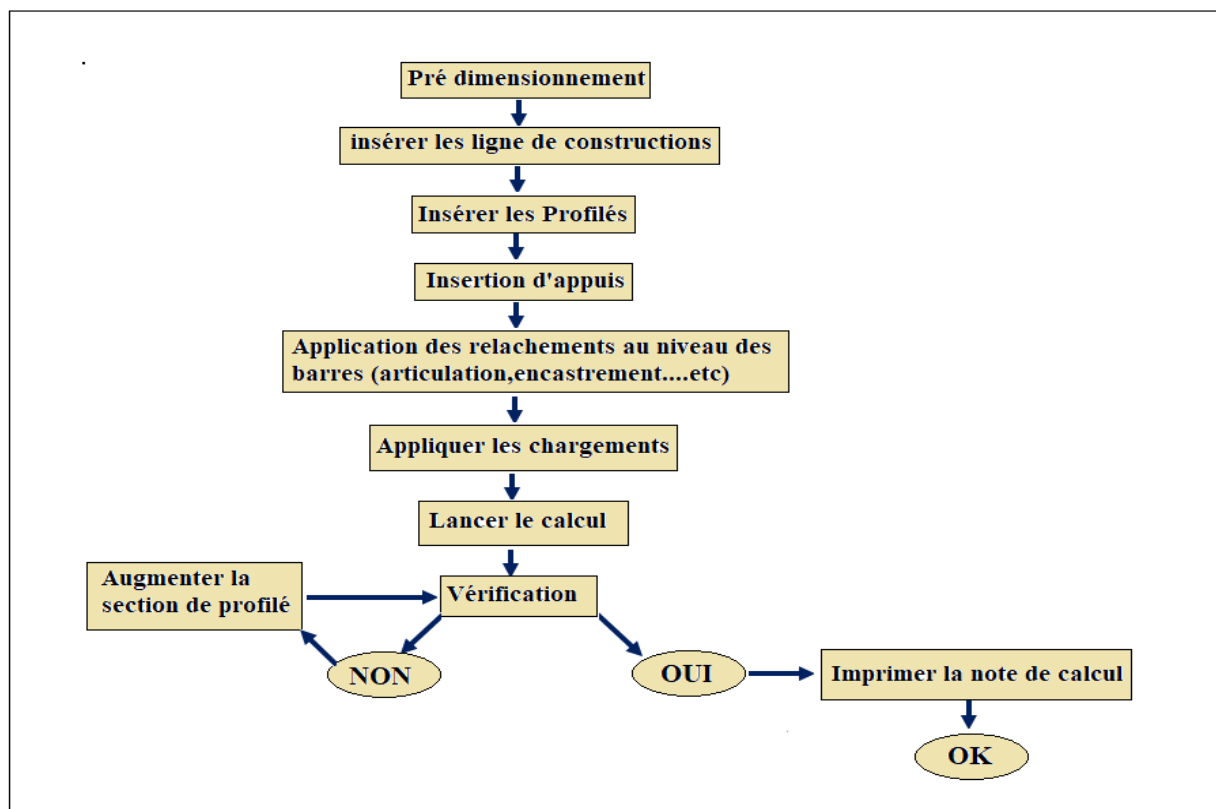 Pré dimensionnement
insérer les ligne de constructions
Insérer les Profilés
Insertion d'appuis
Application des relachements au niveau des
barres (articulation,encastrement....etc)
Appliquer les chargements
Lancer le calcul
Augmenter la
section de profilé
Vérification
NON
OUI
Imprimer la note de calcul
OK